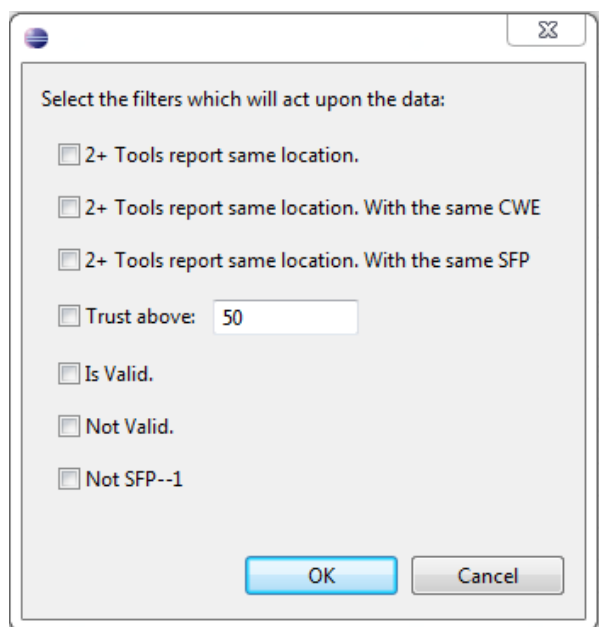 Select the filters which will act upon the data:
2+ Tools report same location.
2+ Tools report same location. With the same CWE
2+ Tools report same location. With the same SFP
Trust above: 50
Is Valid.
Not Valid.
Not SFP--1
OK Cancel